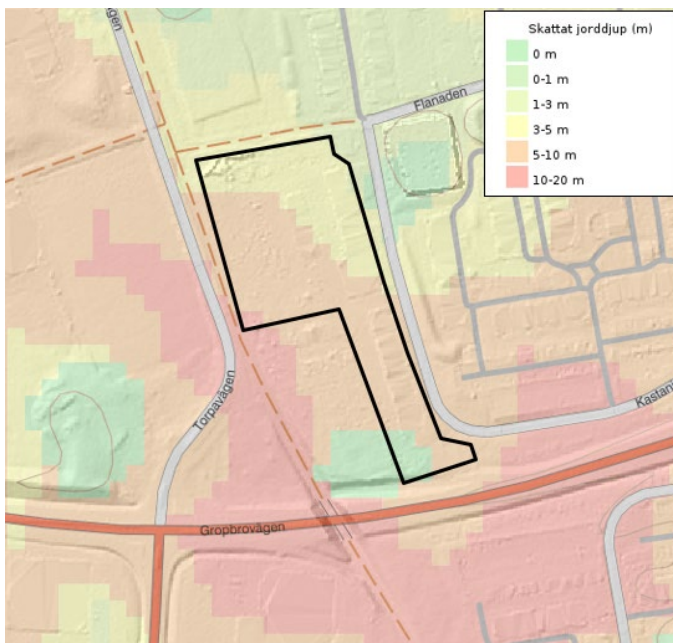 Skattat jorddjup (m)
0 m
0-1 m
1-3 m
3-5 m
5-10 m
10-20 m
Flanaden
Torpavägen
Kastan
Gropbrovägen